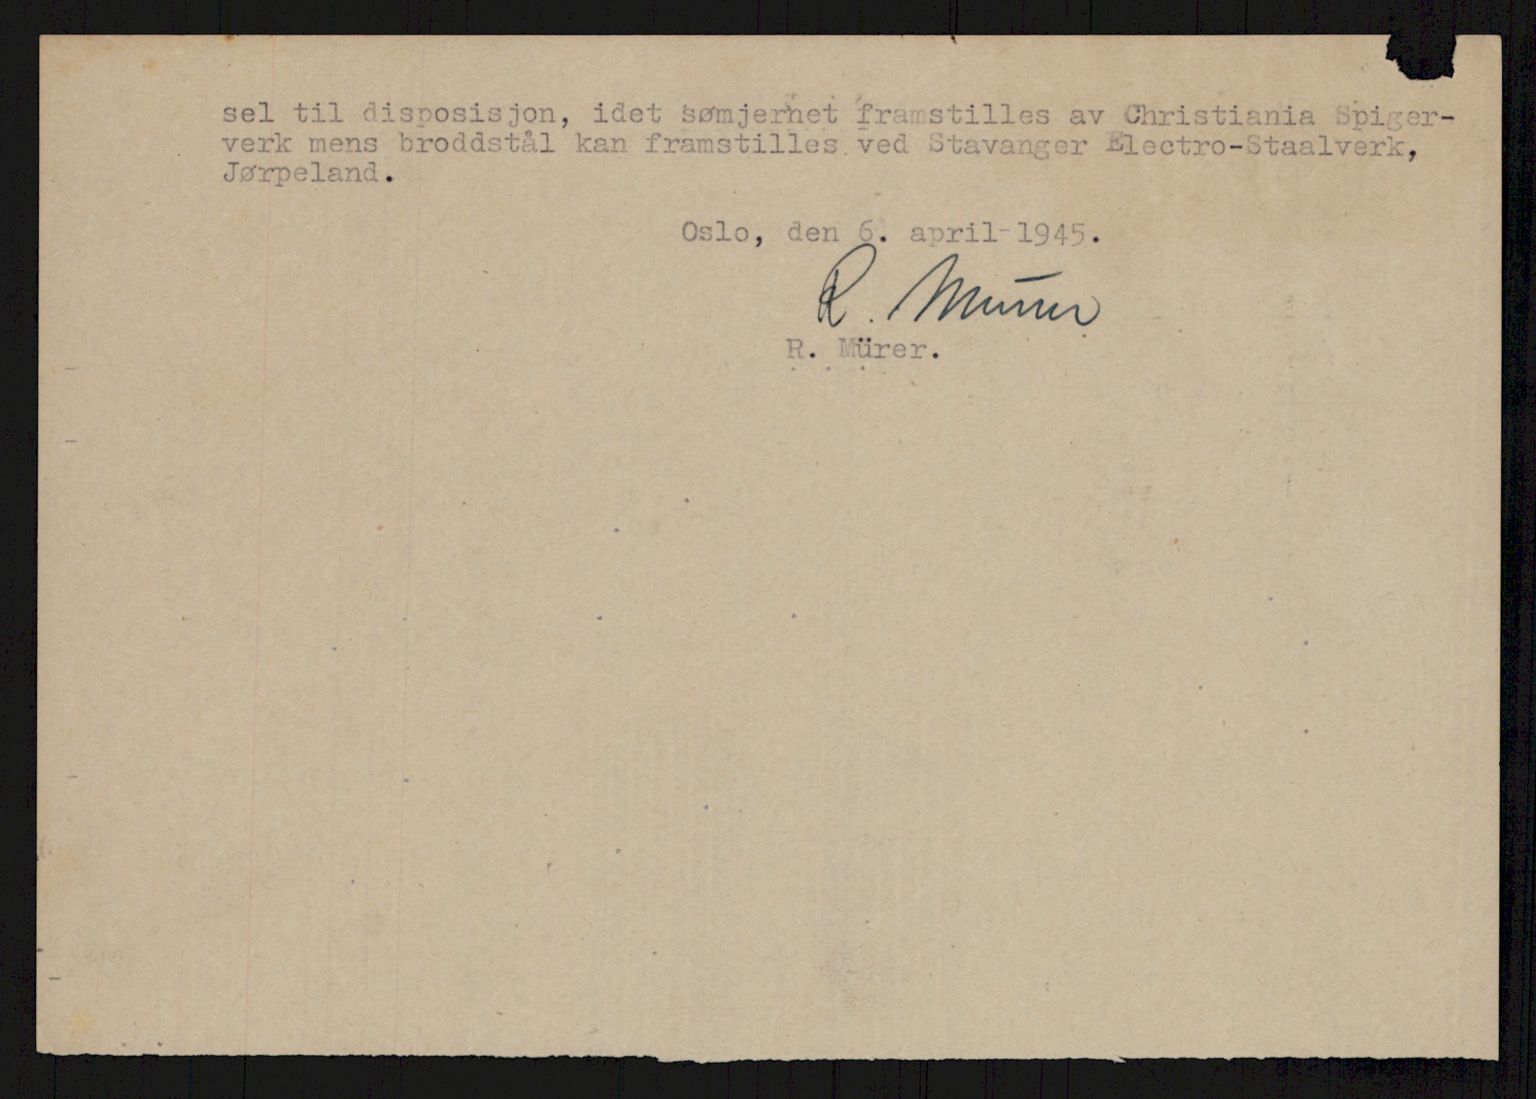 sel til disposisjon, idet sømjernet framstilles av Christiania Spiger-
verk mens broddstål kan framstilles ved Stavanger Electro-Staalverk,
Jørpeland.
Oslo, den 6. april 1945.
R. Mürer
R. Mürer.